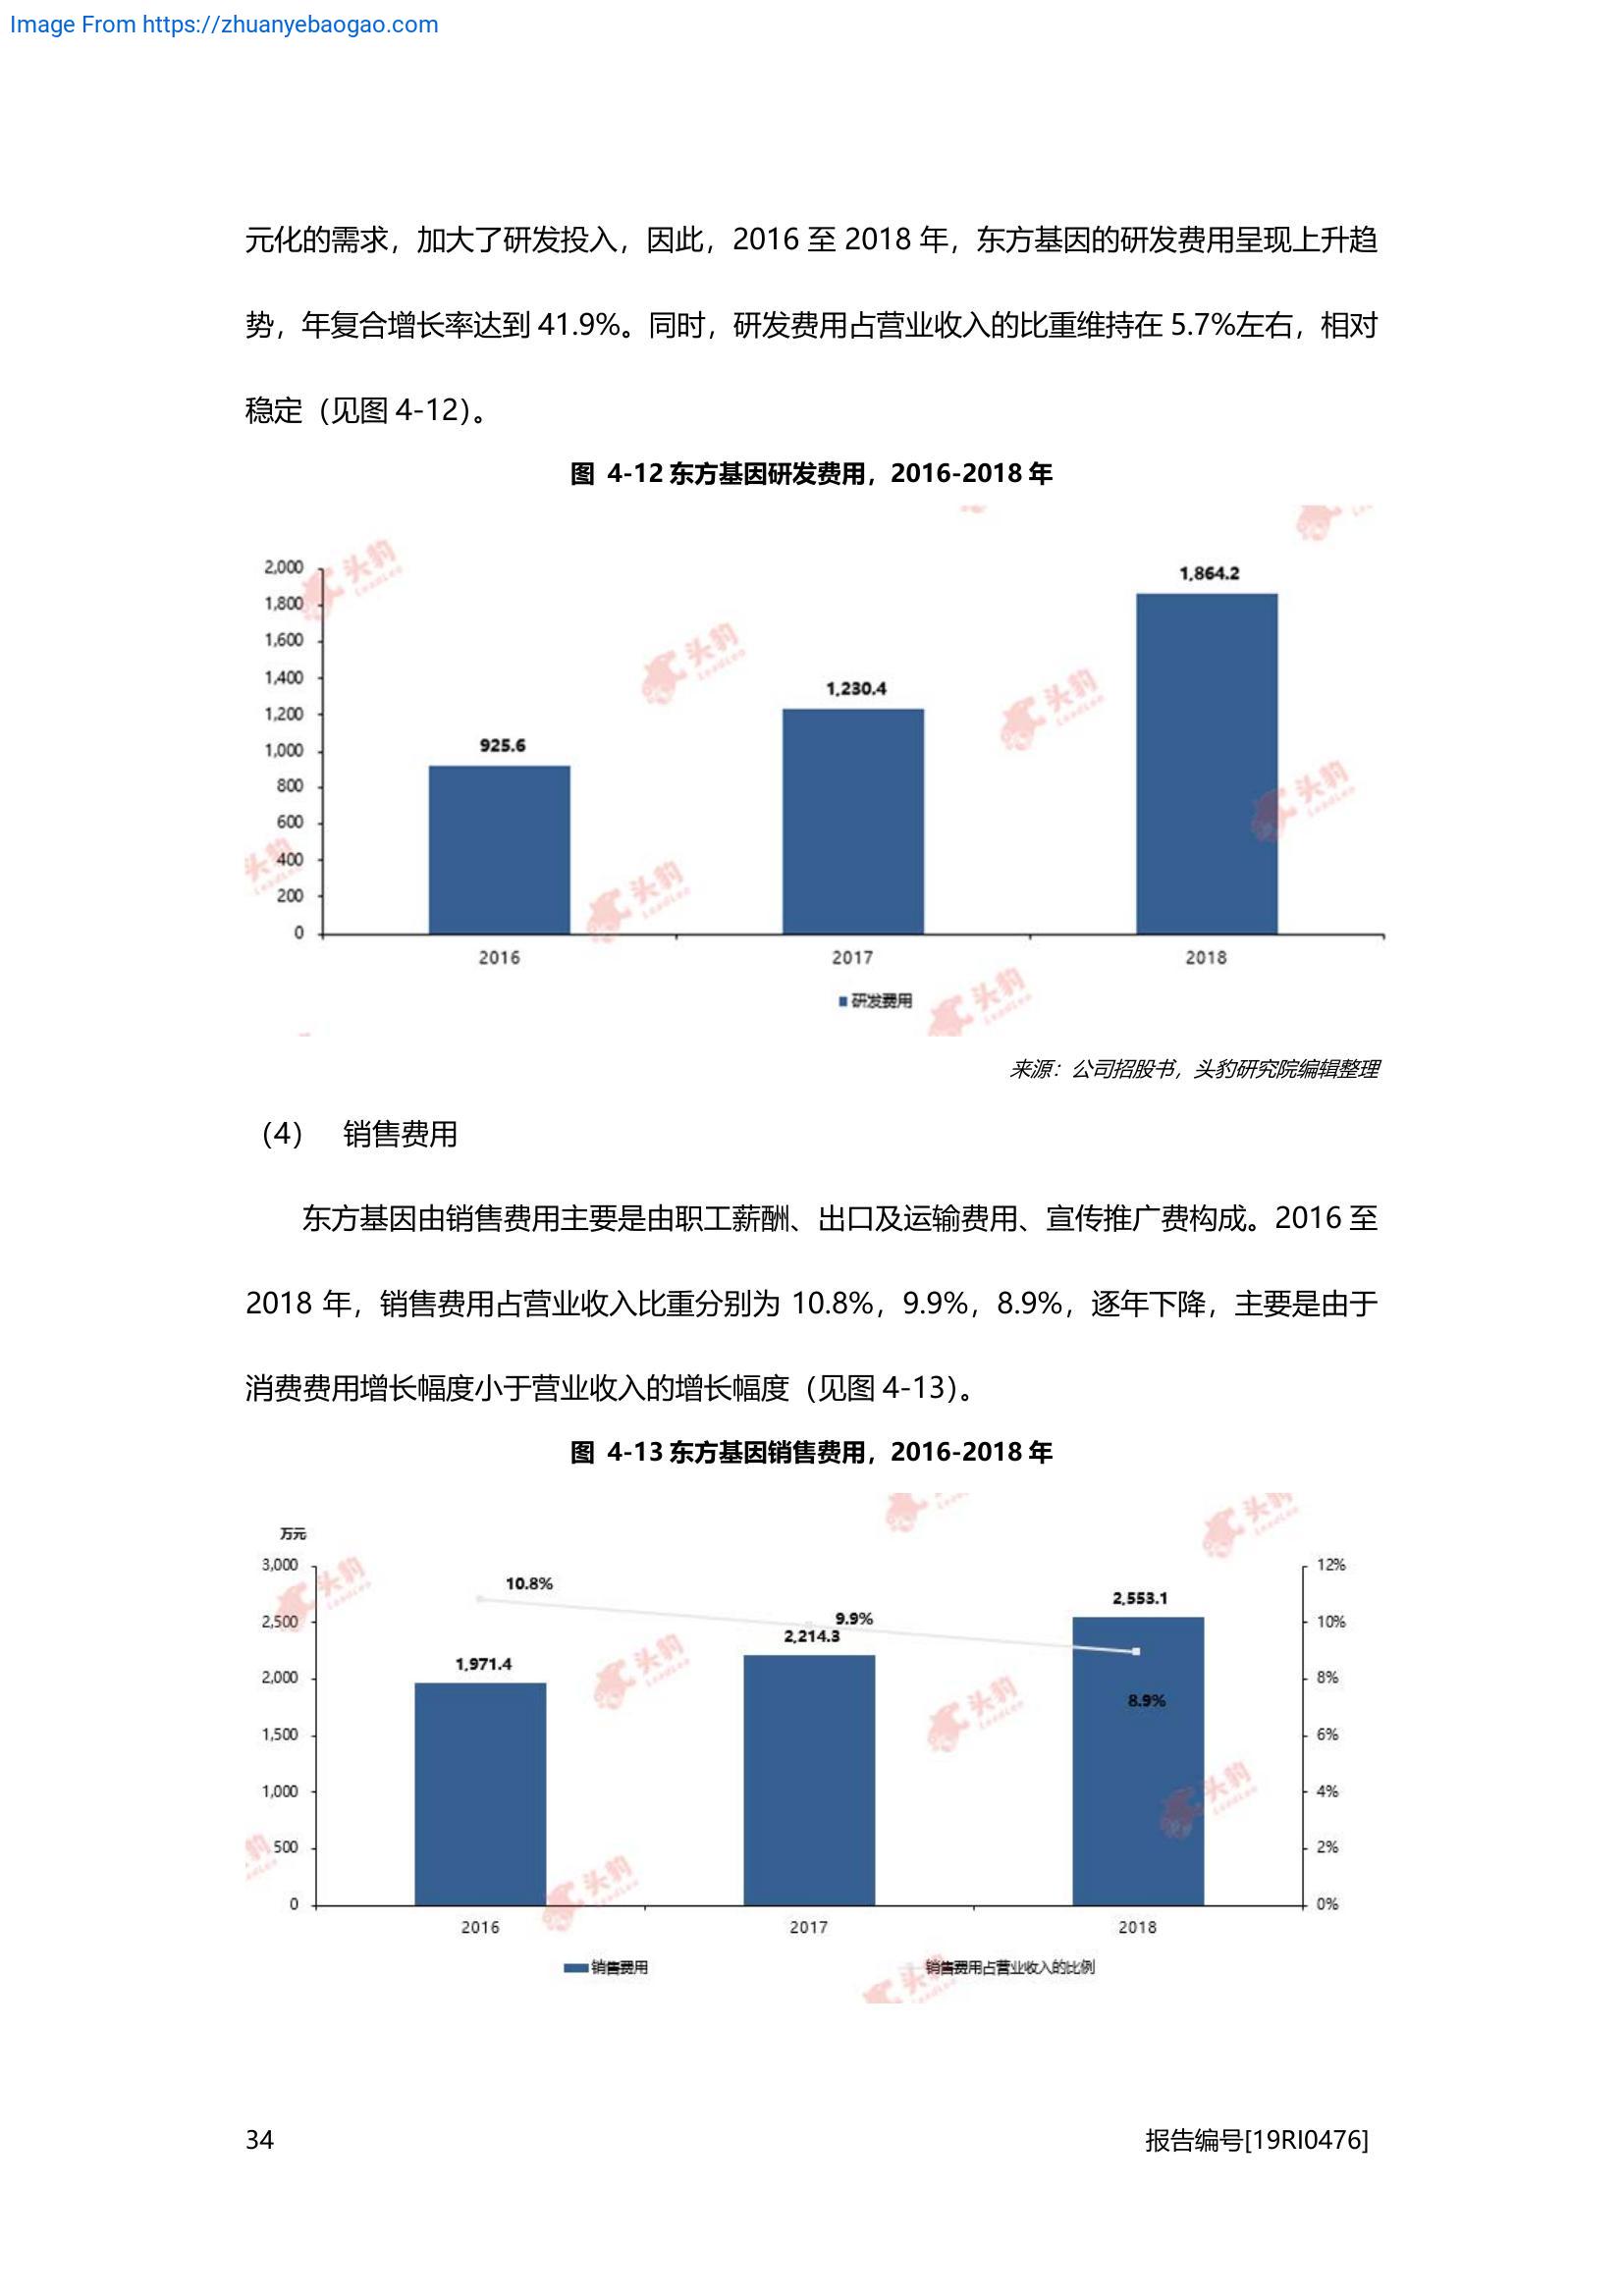 Image From https://zhuanyebaogao.com
元化的需求，加大了研发投入，因此，2016 至 2018 年，东方基因的研发费用呈现上升趋
势，年复合增长率达到 41.9%。同时，研发费用占营业收入的比重维持在 5.7%左右，相对
稳定（见图 4-12）。
图 4-12 东方基因研发费用，2016-2018 年
2,000
1,800
1,600
1,400
1,200
1,000
800
600
400
200
0
925.6
1,230.4
1,864.2
2016
2017
2018
研发费用
头豹
LeadLeo
来源：公司招股书，头豹研究院编辑整理
（4） 销售费用
东方基因由销售费用主要是由职工薪酬、出口及运输费用、宣传推广费构成。2016 至
2018 年，销售费用占营业收入比重分别为 10.8%，9.9%，8.9%，逐年下降，主要是由于
消费费用增长幅度小于营业收入的增长幅度（见图 4-13）。
图 4-13 东方基因销售费用，2016-2018 年
万元
3,000
2,500
2,000
1,500
1,000
500
0
10.8%
9.9%
8.9%
1,971.4
2,214.3
2,553.1
12%
10%
8%
6%
4%
2%
0%
2016
2017
2018
销售费用
销售费用占营业收入的比例
34
报告编号[19RI0476]